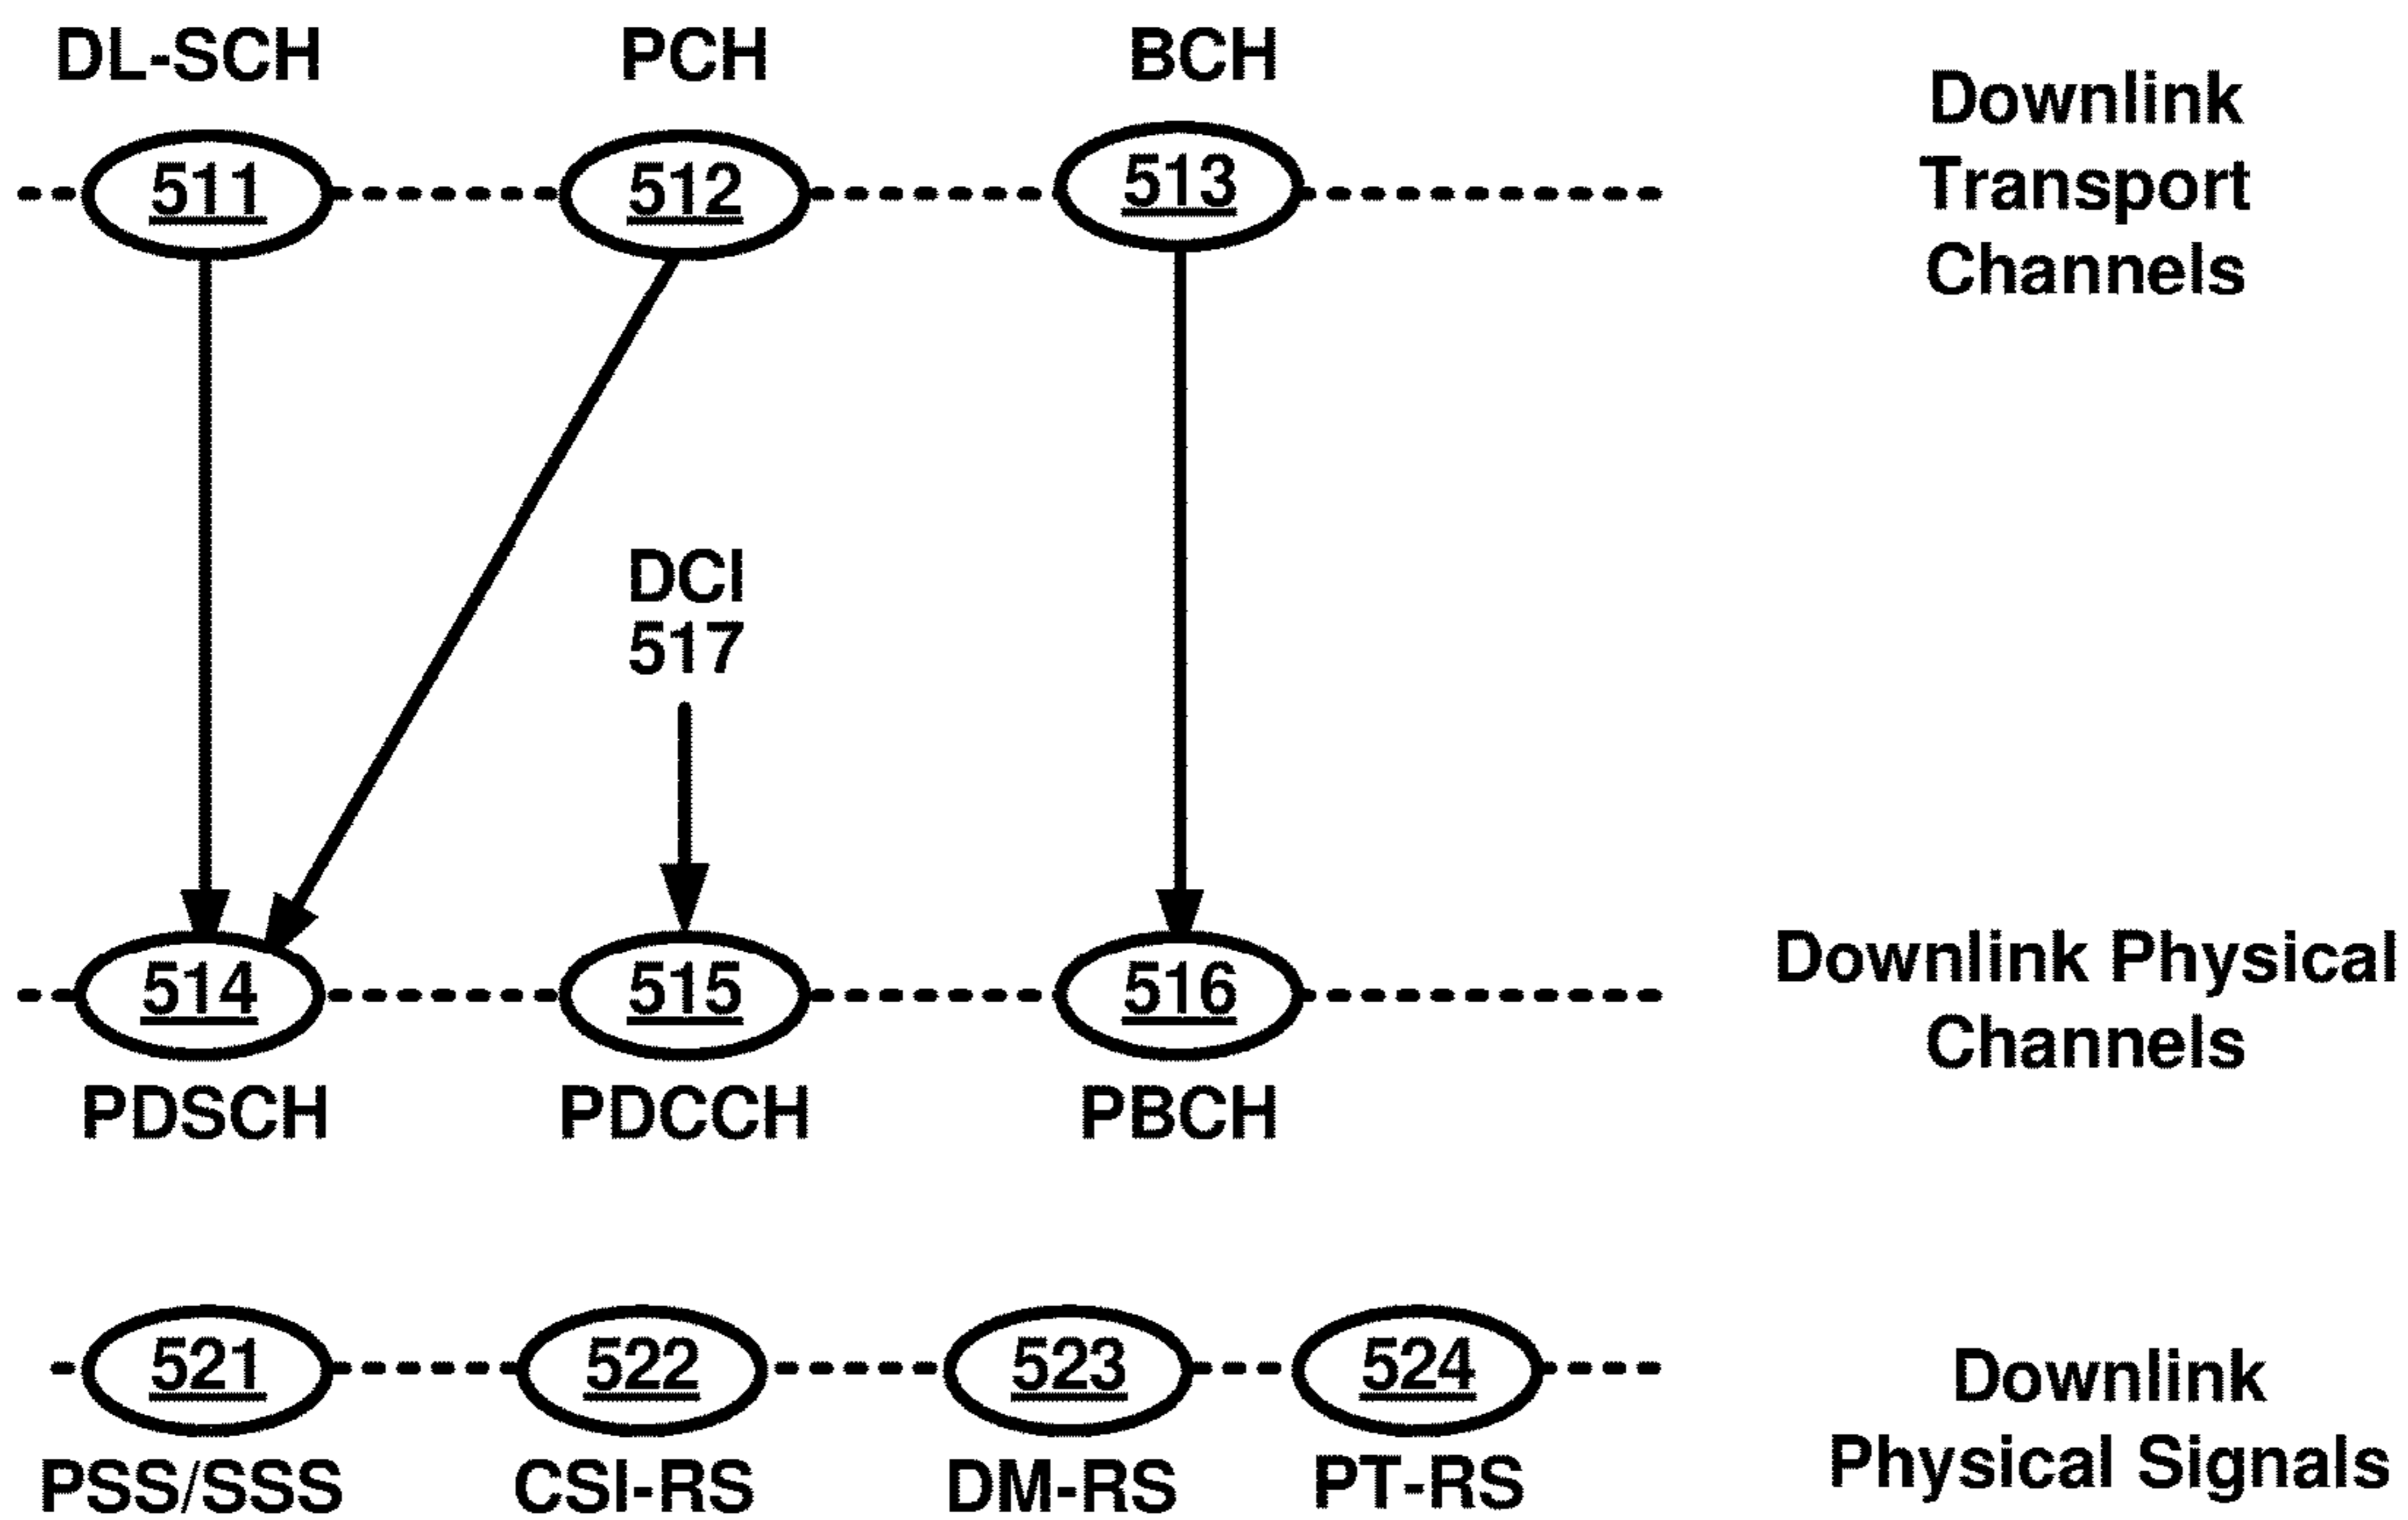 DL-SCH
PCH
BCH
Downlink
Transport
Channels
511
512
513
DCI
517
514
515
516
Downlink Physical
Channels
PDSCH
PDCCH
PBCH
521
522
523
524
Downlink
Physical Signals
PSS/SSS
CSI-RS
DM-RS
PT-RS